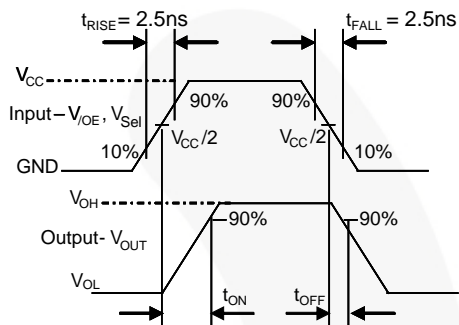 tRISE = 2.5ns
tFALL = 2.5ns
VCC
90%
90%
Input– V/OE, VSel
VCC/2
VCC/2
10%
10%
GND
VOH
90%
90%
Output- VOUT
VOL
tON
tOFF